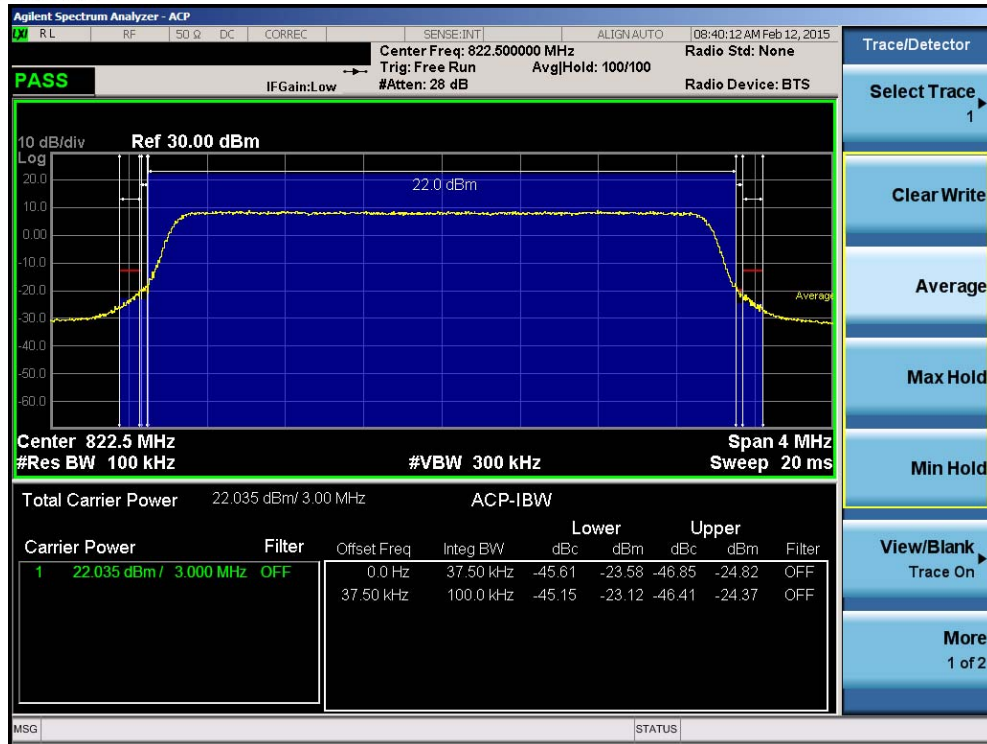 Agilent Spectrum Analyzer - ACP
LXI RL RF 50 Ω DC CORREC SENSE:INT ALIGN AUTO 08:40:12 AM Feb 12, 2015
Center Freq: 822.500000 MHz Radio Std: None
Trig: Free Run Avg|Hold: 100/100
PASS IFGain:Low #Atten: 28 dB Radio Device: BTS
10 dB/div Ref 30.00 dBm
Log
20.0
22.0 dBm
10.0
0.00
-10.0
-20.0
Average
-30.0
-40.0
-50.0
-60.0
Center 822.5 MHz Span 4 MHz
#Res BW 100 kHz #VBW 300 kHz Sweep 20 ms
Total Carrier Power 22.035 dBm/ 3.00 MHz ACP-IBW
Lower Upper
Carrier Power Filter Offset Freq Integ BW dBc dBm dBc dBm Filter
1 22.035 dBm / 3.000 MHz OFF 0.0 Hz 37.50 kHz -45.61 -23.58 -46.85 -24.82 OFF
37.50 kHz 100.0 kHz -45.15 -23.12 -46.41 -24.37 OFF
MSG STATUS
Trace/Detector
Select Trace
1
Clear Write
Average
Max Hold
Min Hold
View/Blank
Trace On
More
1 of 2